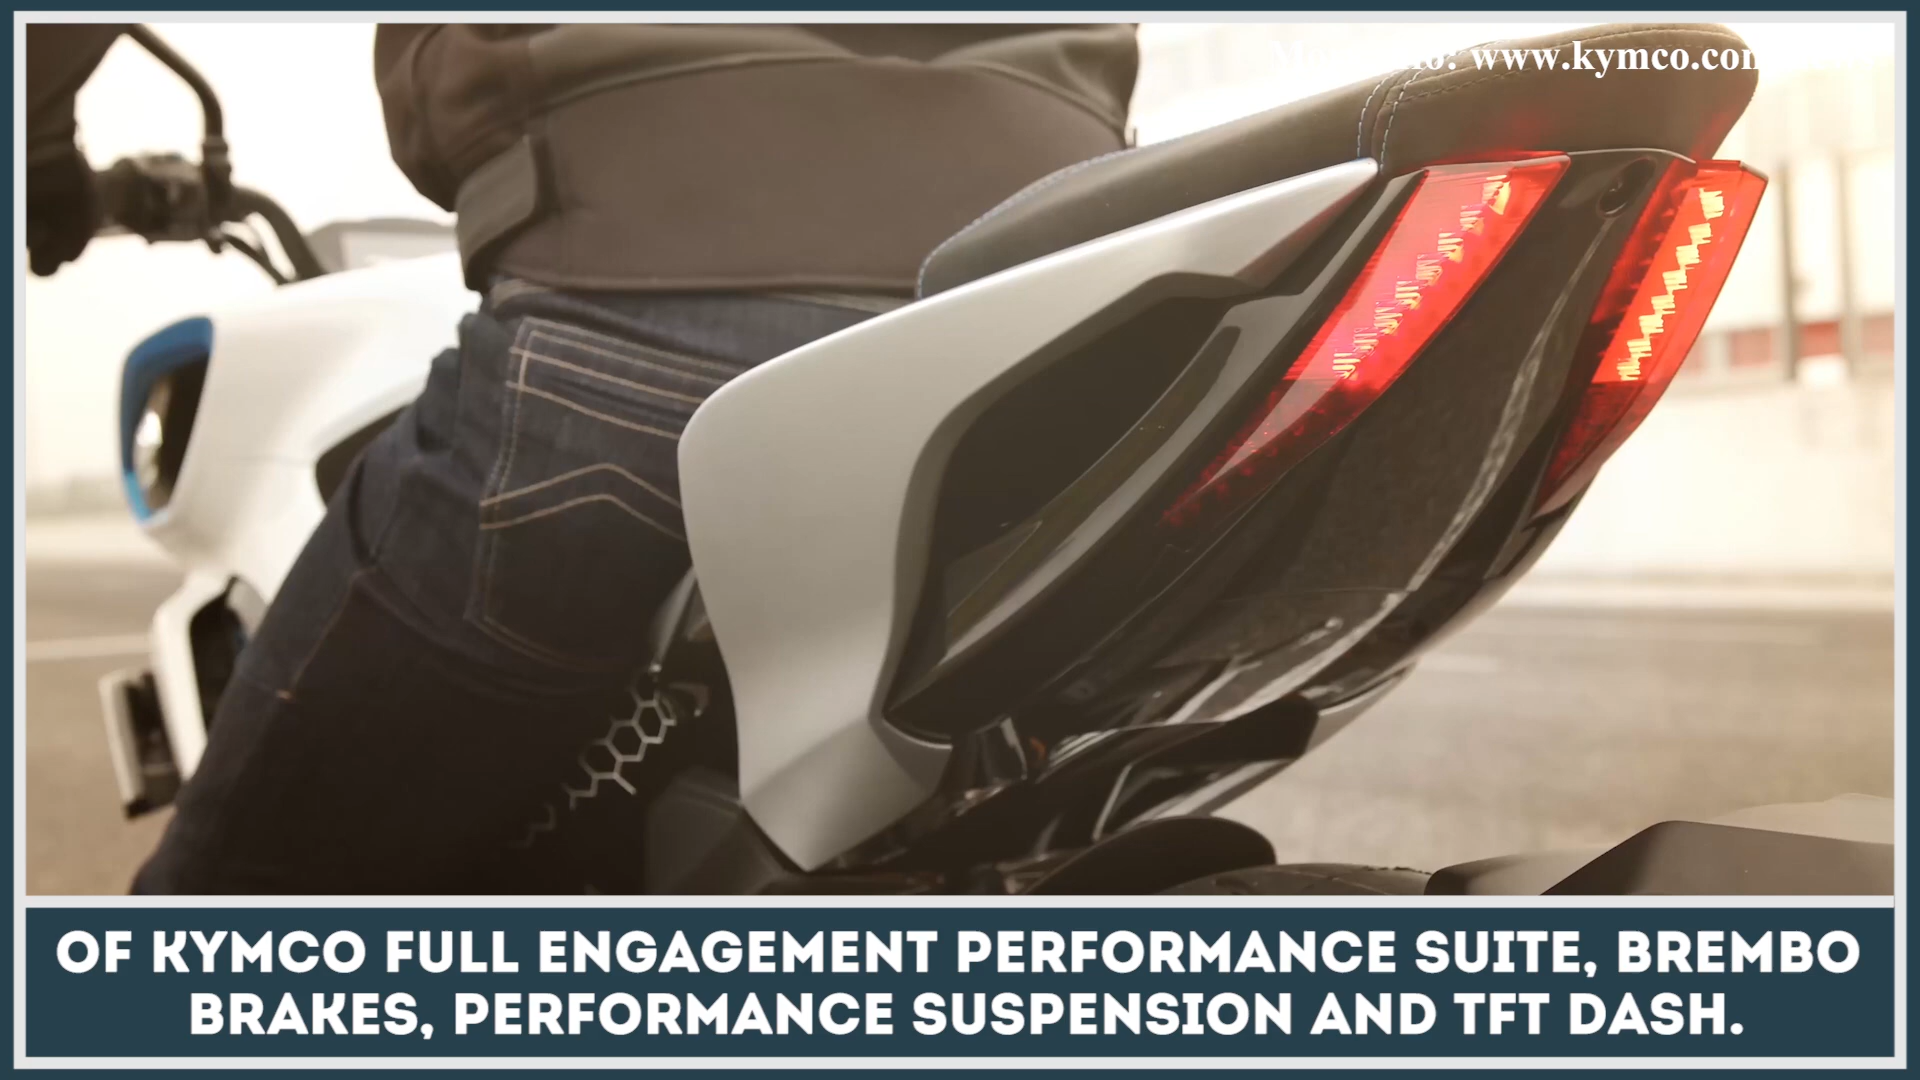 www.kymco.com
OF KYMCO FULL ENGAGEMENT PERFORMANCE SUITE, BREMBO
BRAKES, PERFORMANCE SUSPENSION AND TFT DASH.